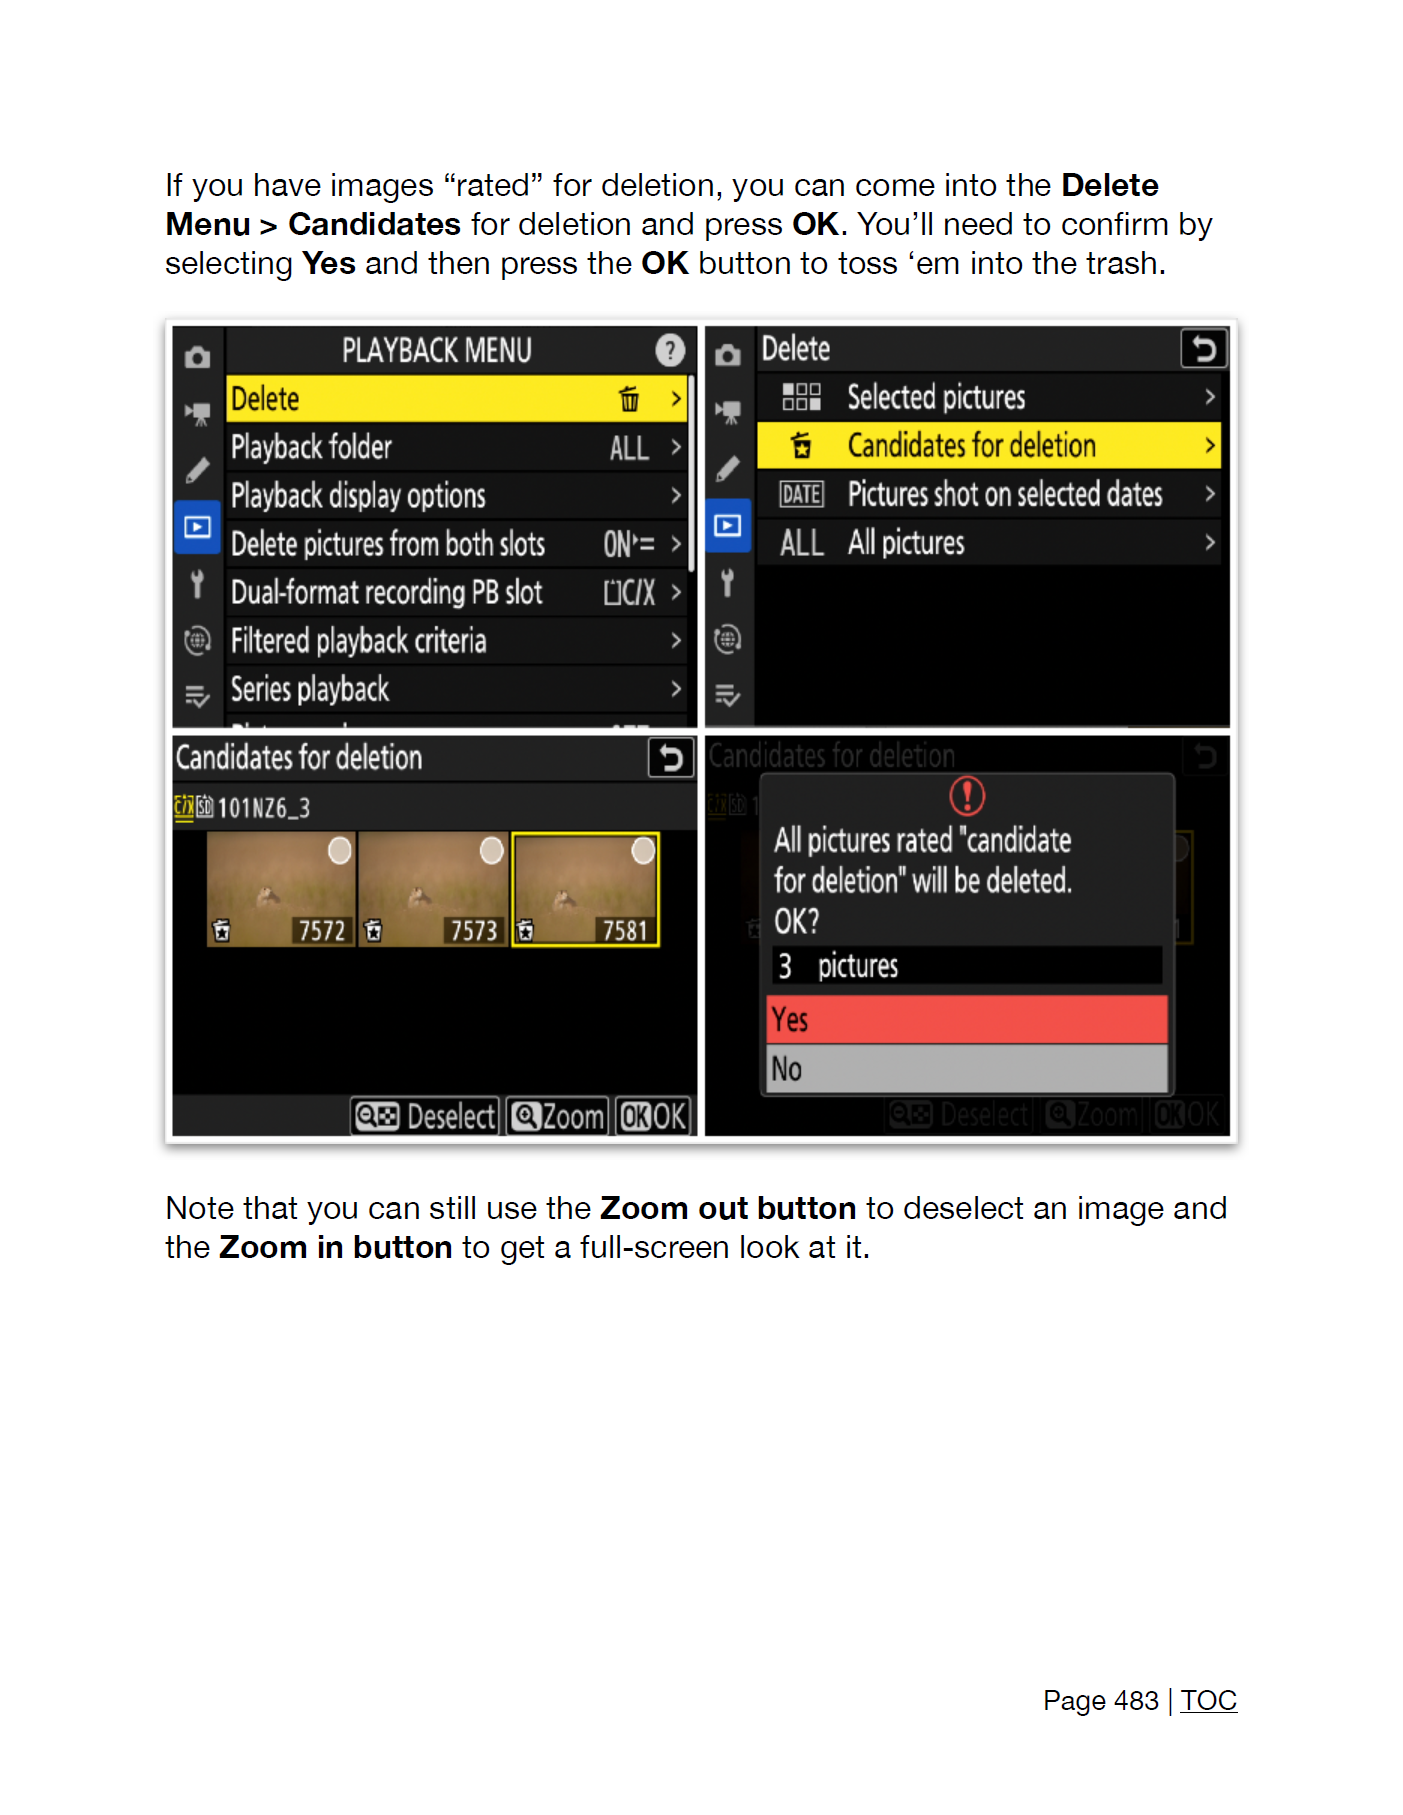 If you have images “rated” for deletion, you can come into the Delete
Menu > Candidates for deletion and press OK. You’ll need to confirm by
selecting Yes and then press the OK button to toss ‘em into the trash.
PLAYBACK MENU ?
Delete
Playback folder ALL
Playback display options
Delete pictures from both slots ON
Dual-format recording PB slot C/X
Filtered playback criteria
Series playback
Delete
Selected pictures
Candidates for deletion
DATE Pictures shot on selected dates
ALL All pictures
Candidates for deletion
C/X SD 101NZ6_3
7572 7573 7581
Deselect Zoom OK OK
Candidates for deletion
All pictures rated "candidate
for deletion" will be deleted.
OK?
3 pictures
Yes
No
Deselect Zoom OK OK
Note that you can still use the Zoom out button to deselect an image and
the Zoom in button to get a full-screen look at it.
Page 483 | TOC